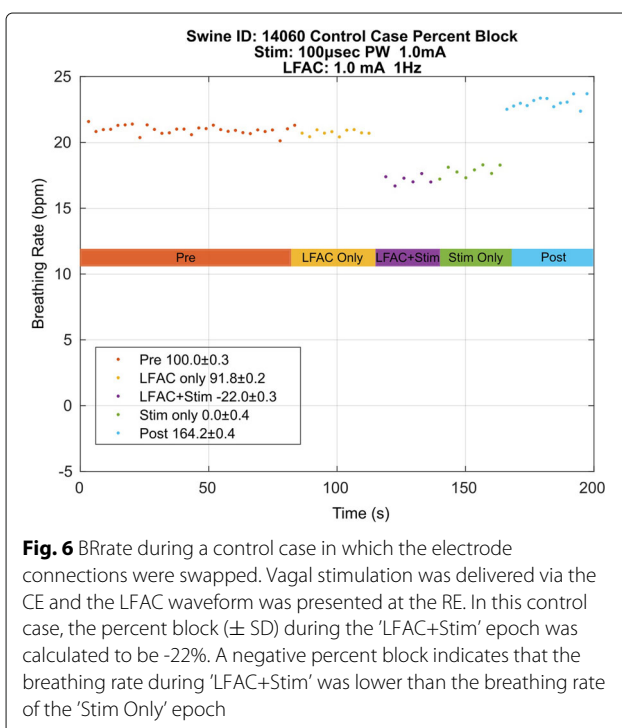 Swine ID: 14060 Control Case Percent Block
Stim: 100μsec PW 1.0mA
LFAC: 1.0 mA 1Hz
25
20
15
10
5
0
-5
Breathing Rate (bpm)
Pre
LFAC Only
LFAC+Stim
Stim Only
Post
Pre 100.0±0.3
LFAC only 91.8±0.2
LFAC+Stim -22.0±0.3
Stim only 0.0±0.4
Post 164.2±0.4
0
50
100
150
200
Time (s)
Fig. 6 BRrate during a control case in which the electrode
connections were swapped. Vagal stimulation was delivered via the
CE and the LFAC waveform was presented at the RE. In this control
case, the percent block (± SD) during the 'LFAC+Stim' epoch was
calculated to be -22%. A negative percent block indicates that the
breathing rate during 'LFAC+Stim' was lower than the breathing rate
of the 'Stim Only' epoch